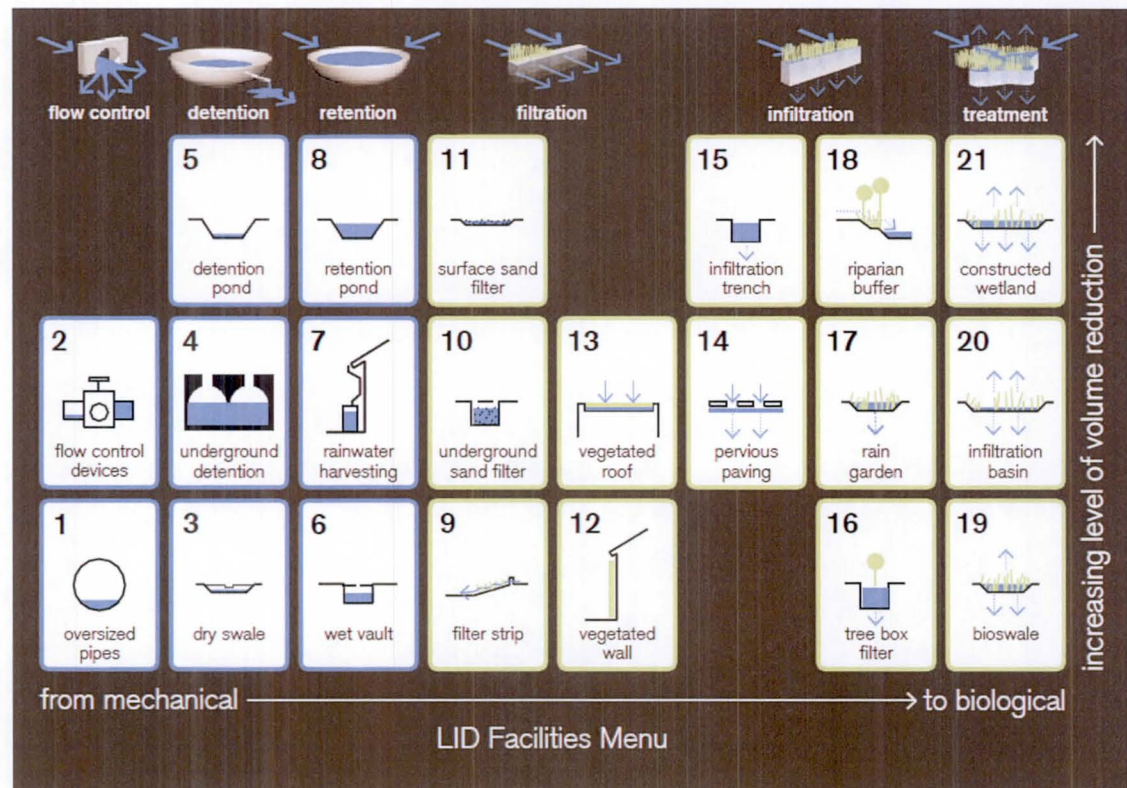 flow control
detention
retention
filtration
infiltration
treatment
5
detention
pond
8
retention
pond
11
surface sand
filter
15
infiltration
trench
18
riparian
buffer
21
constructed
wetland
2
flow control
devices
4
underground
detention
7
rainwater
harvesting
10
underground
sand filter
13
vegetated
roof
14
pervious
paving
17
rain
garden
20
infiltration
basin
1
oversized
pipes
3
dry swale
6
wet vault
9
filter strip
12
vegetated
wall
16
tree box
filter
19
bioswale
increasing level of volume reduction
from mechanical
to biological
LID Facilities Menu